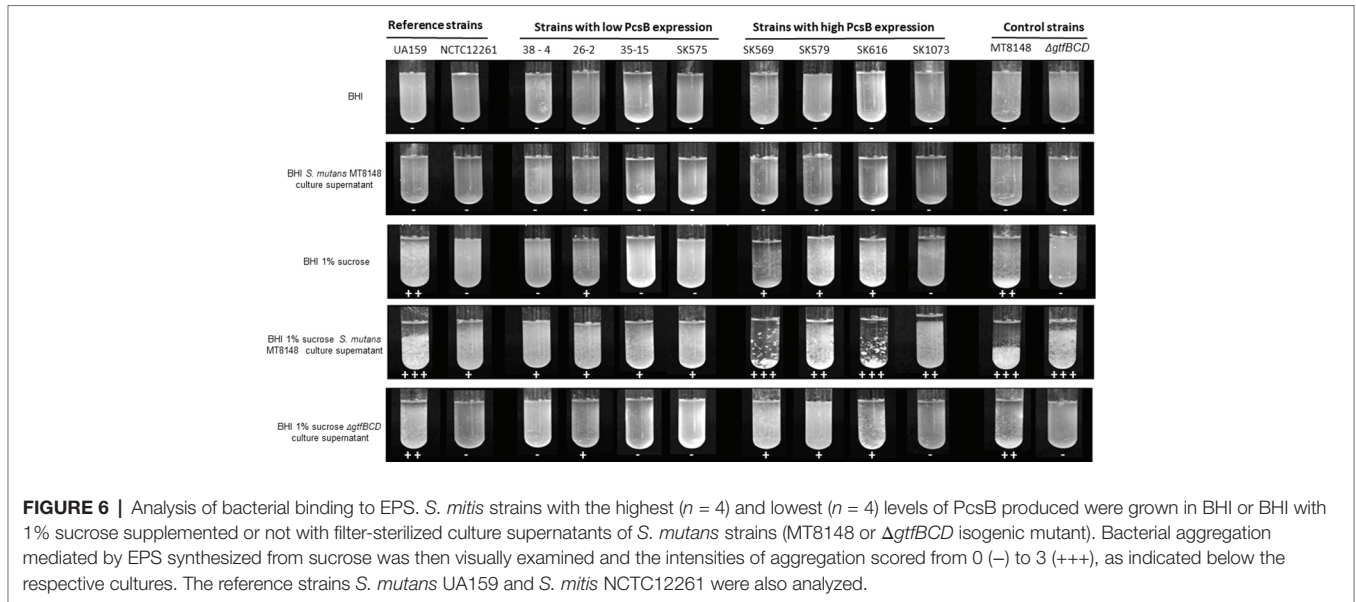 Reference strains Strains with low PcsB expression Strains with high PcsB expression Control strains
UA159 NCTC12261 38 - 4 26-2 35-15 SK575 SK569 SK579 SK616 SK1073 MT8148 ΔgtfBCD
BHI
- - - - - - - - - - - -
BHI S. mutans MT8148
culture supernatant
- - - - - - - - - - - -
BHI 1% sucrose
++ - - + - - + + + - ++ -
BHI 1% sucrose S. mutans
MT8148 culture supernatant
+++ + + + + + +++ ++ +++ ++ +++ +++
BHI 1% sucrose ΔgtfBCD
culture supernatant
++ - - + - - + + + - ++ -
FIGURE 6 | Analysis of bacterial binding to EPS. S. mitis strains with the highest (n = 4) and lowest (n = 4) levels of PcsB produced were grown in BHI or BHI with
1% sucrose supplemented or not with filter-sterilized culture supernatants of S. mutans strains (MT8148 or ΔgtfBCD isogenic mutant). Bacterial aggregation
mediated by EPS synthesized from sucrose was then visually examined and the intensities of aggregation scored from 0 (–) to 3 (+++), as indicated below the
respective cultures. The reference strains S. mutans UA159 and S. mitis NCTC12261 were also analyzed.